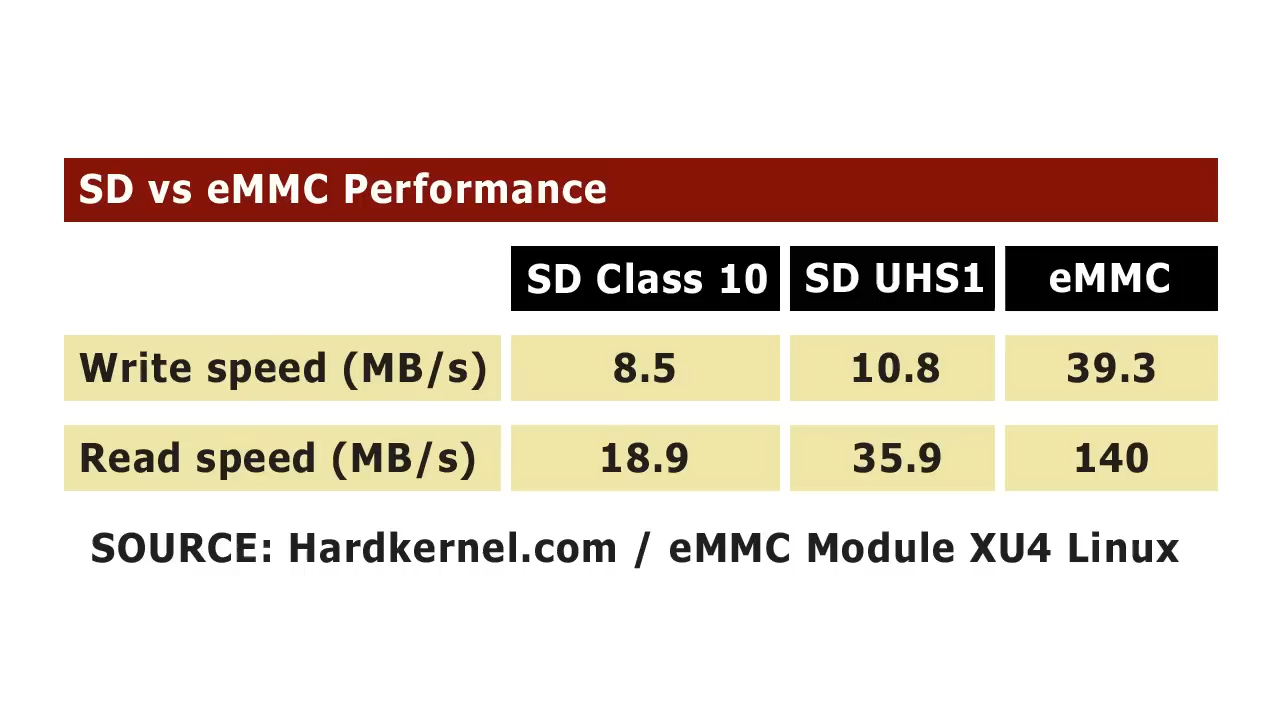 SD vs eMMC Performance
SD Class 10 SD UHS1 eMMC
Write speed (MB/s) 8.5 10.8 39.3
Read speed (MB/s) 18.9 35.9 140
SOURCE: Hardkernel.com / eMMC Module XU4 Linux